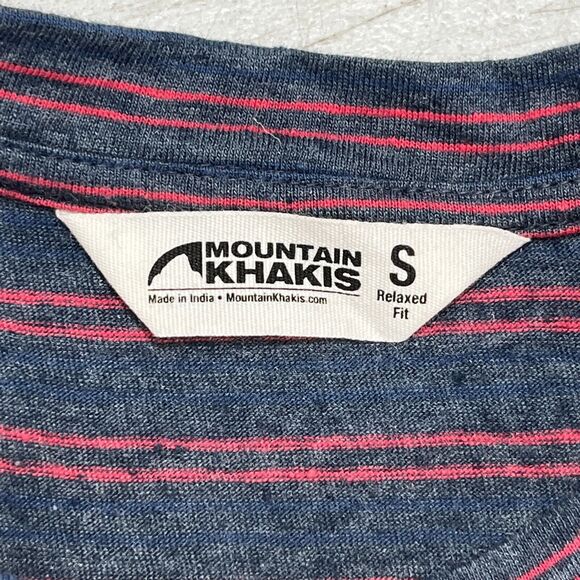 MOUNTAIN
KHAKIS
Made in India • MountainKhakis.com
S
Relaxed
Fit